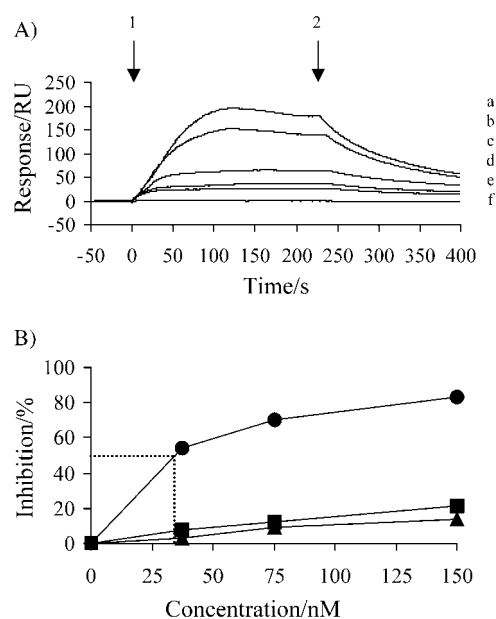 A)
1 2
250
200
150
100
50
0
-50
Response/RU
-50 0 50 100 150 200 250 300 350 400
Time/s
a
b
c
d
e
f
B)
100
80
60
40
20
0
Inhibition/%
0 25 50 75 100 125 150
Concentration/nM